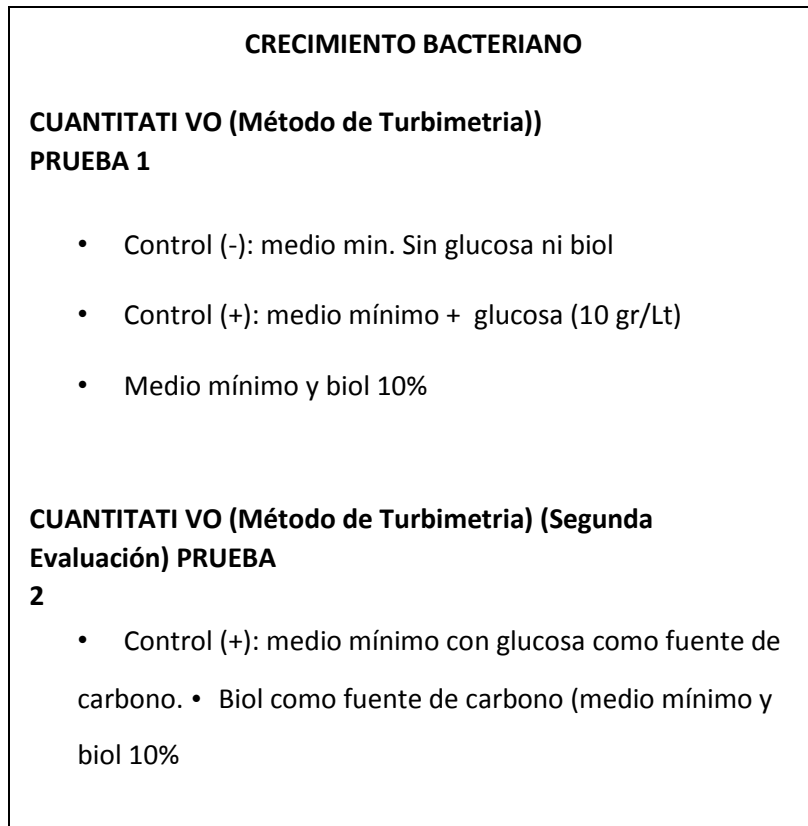 CRECIMIENTO BACTERIANO
CUANTITATI VO (Método de Turbimetria))
PRUEBA 1
• Control (-): medio min. Sin glucosa ni biol
• Control (+): medio mínimo + glucosa (10 gr/Lt)
• Medio mínimo y biol 10%
CUANTITATI VO (Método de Turbimetria) (Segunda
Evaluación) PRUEBA
2
• Control (+): medio mínimo con glucosa como fuente de
carbono. • Biol como fuente de carbono (medio mínimo y
biol 10%